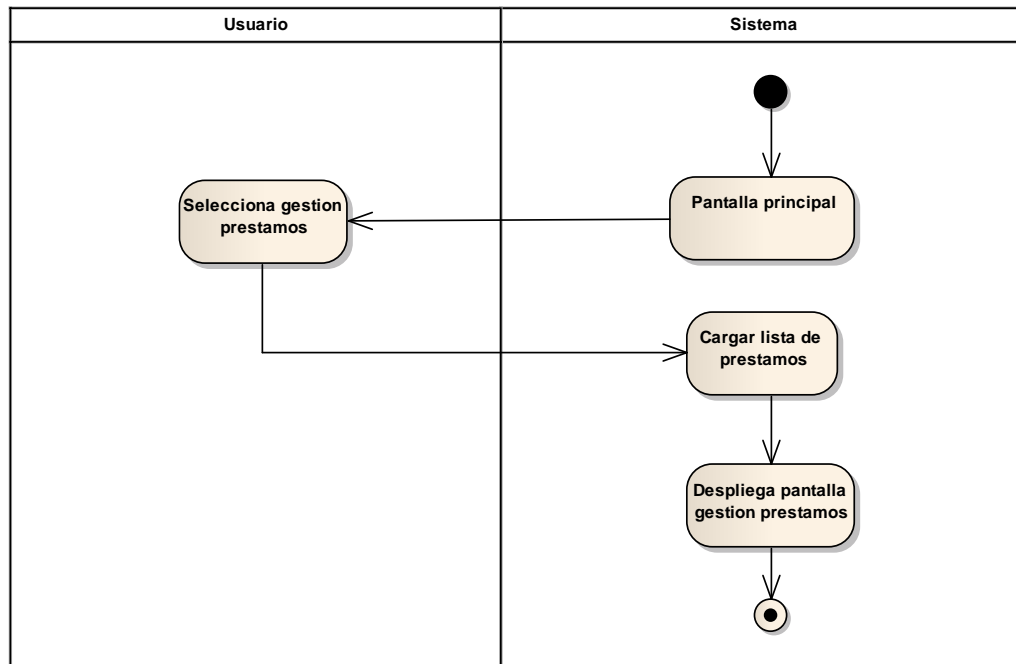 Usuario
Sistema
Pantalla principal
Selecciona gestion
prestamos
Cargar lista de
prestamos
Despliega pantalla
gestion prestamos